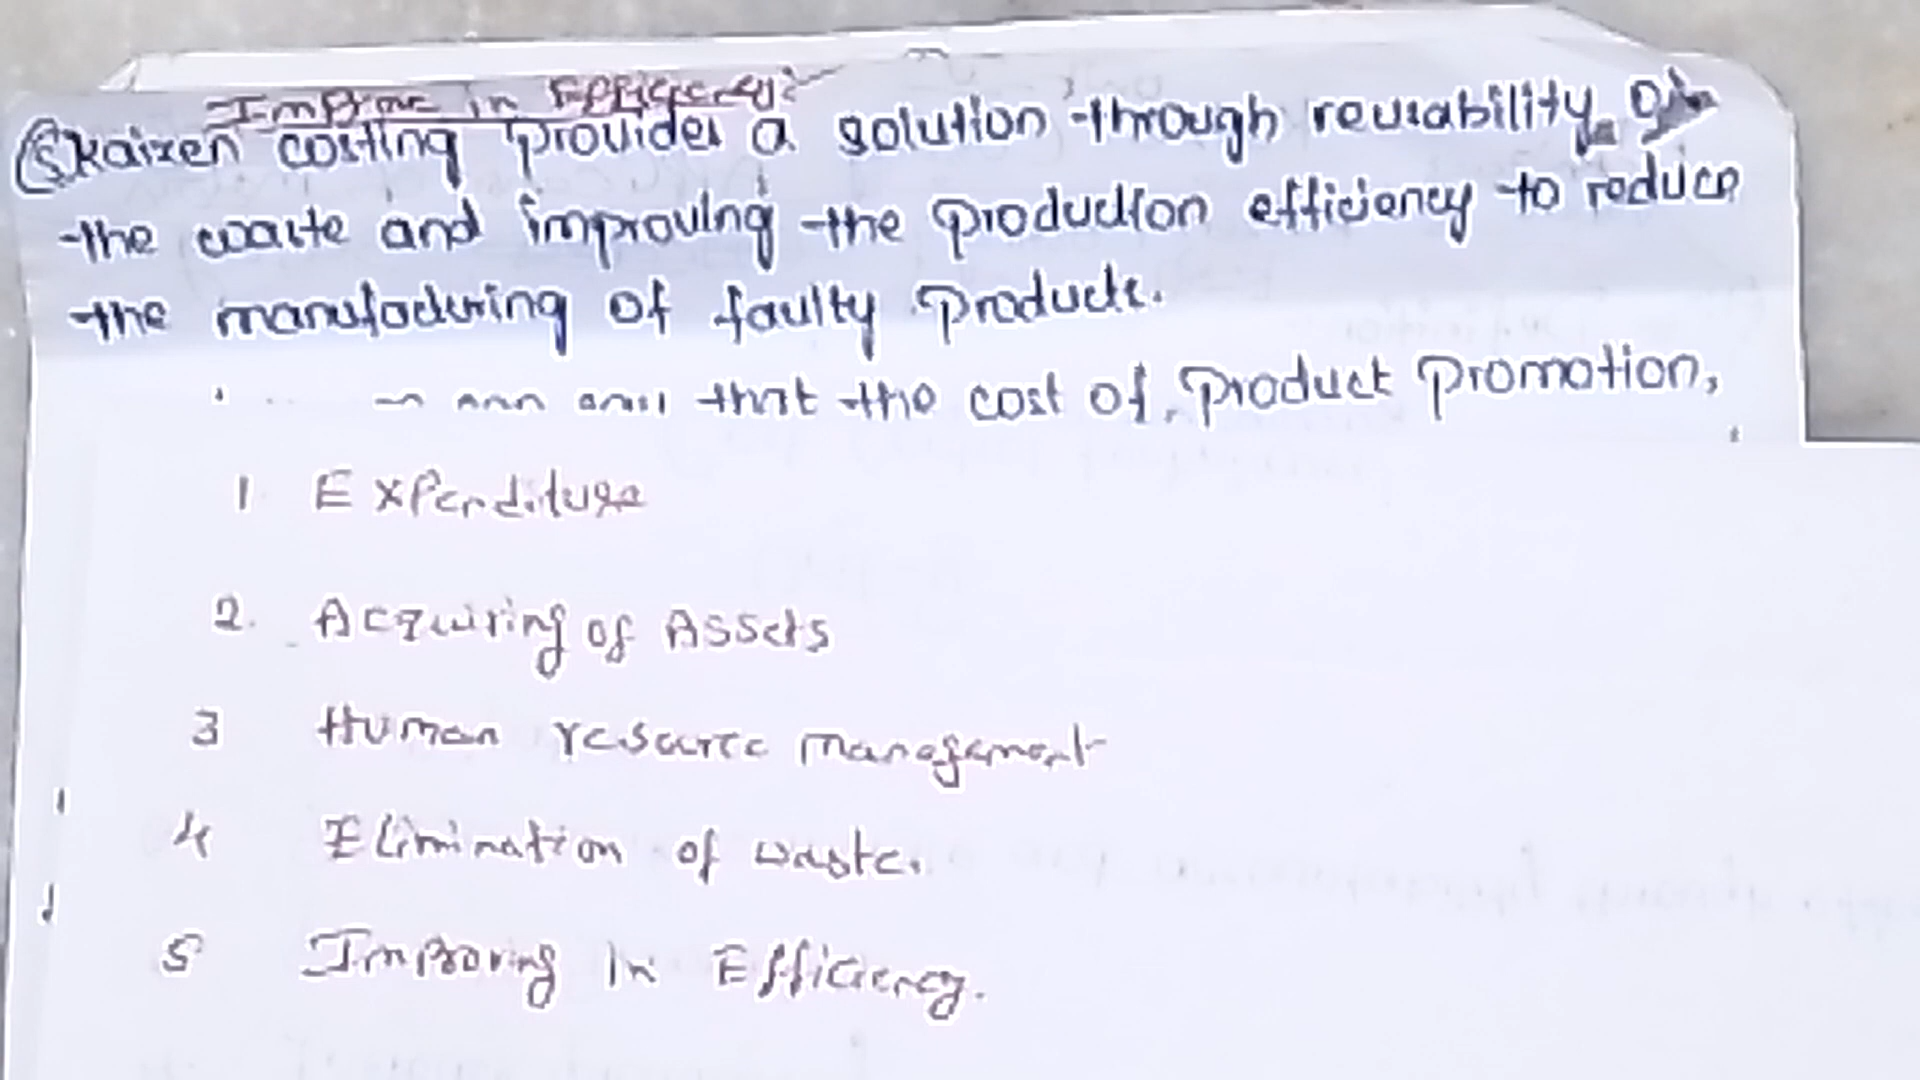 Improve in Efficiency:
⑤ Kaizen costing provides a solution through reusability of
the waste and improving the production efficiency to reduce
the manufacturing of faulty products.
that the cost of product promotion,
1 Expenditure
2. Acquiring of Assets
3 Human resource management
4 Elimination of waste.
5 Improving In Efficiency.